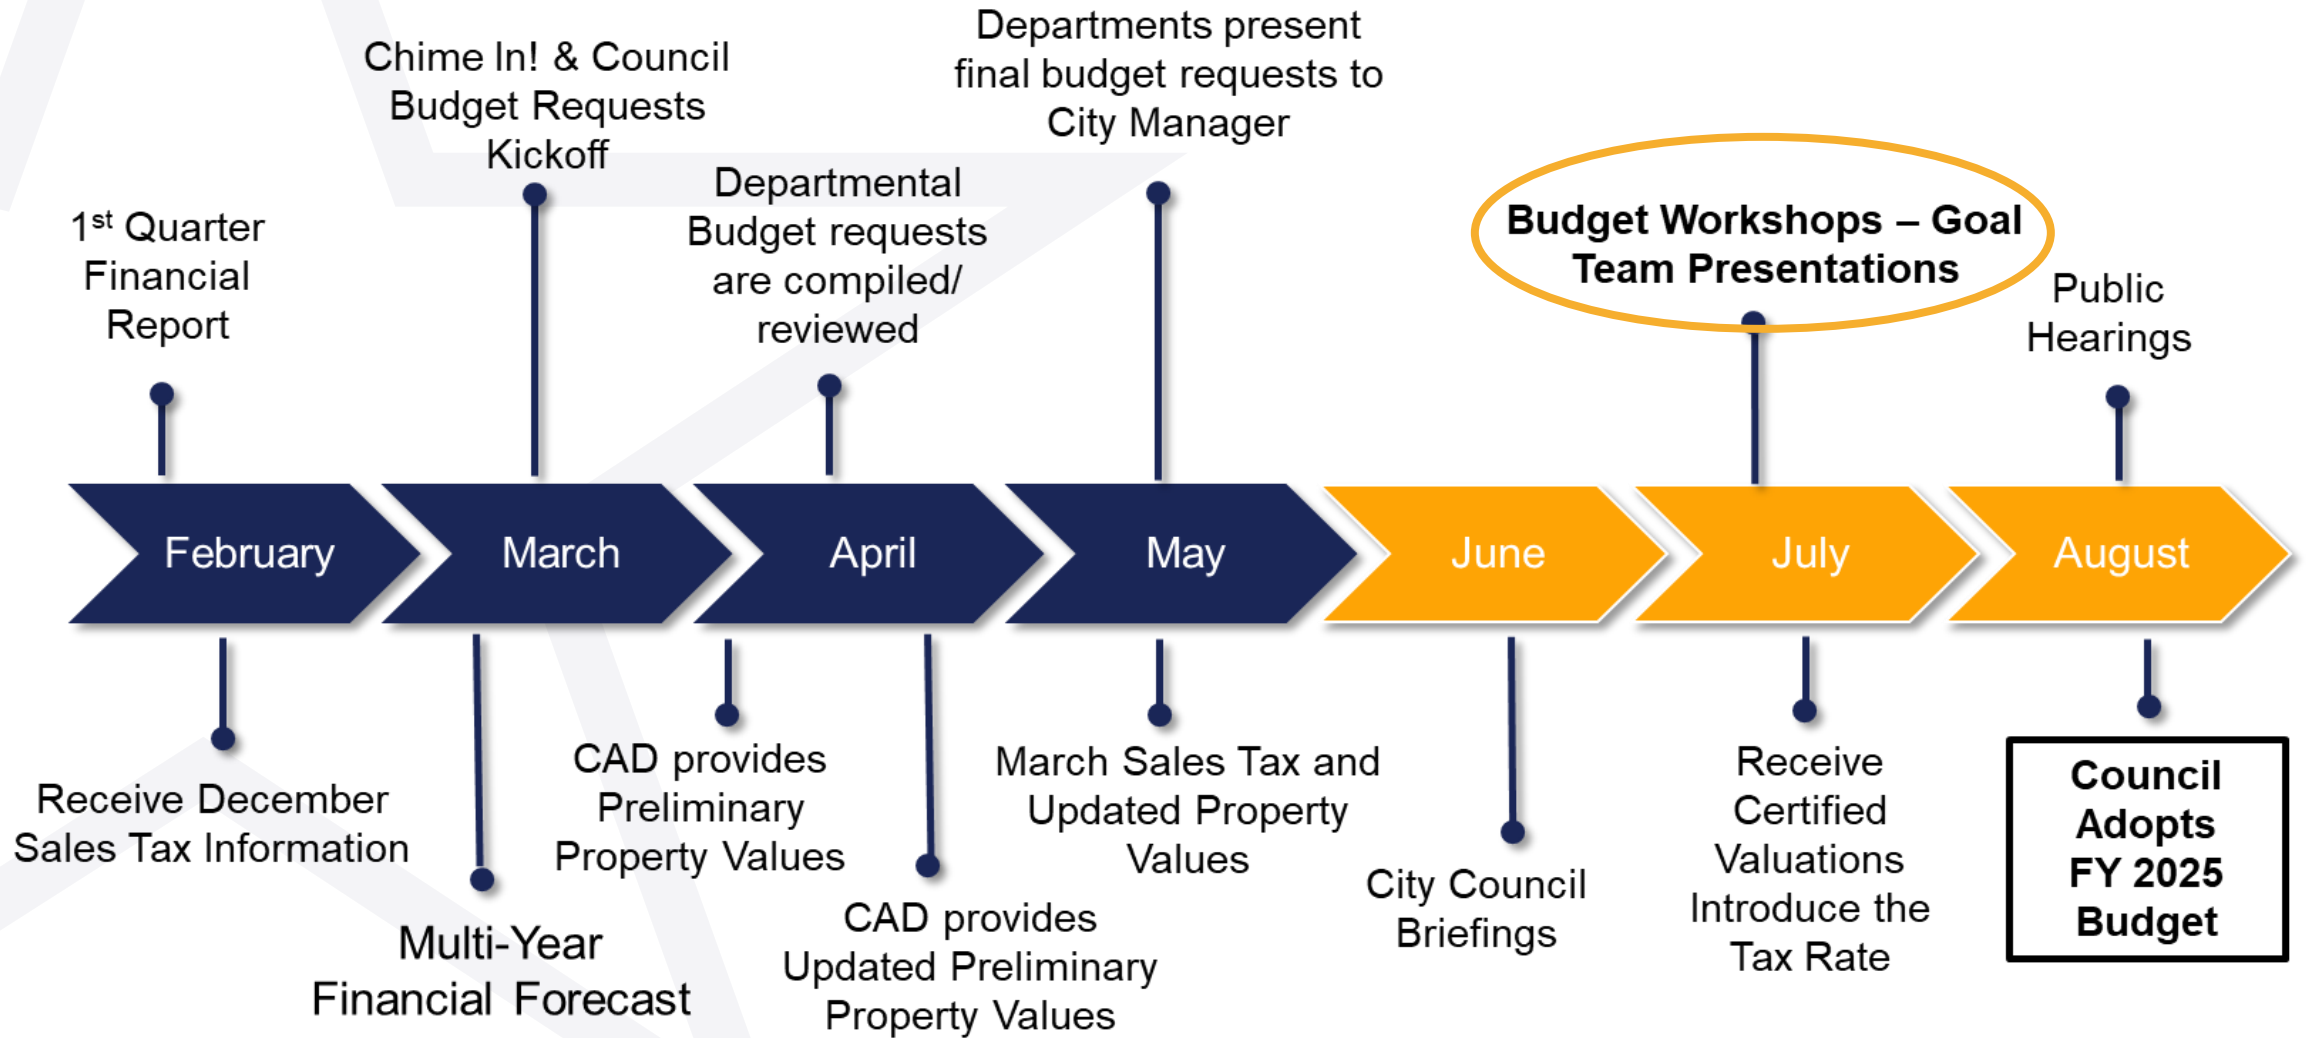 1st Quarter
Financial
Report
Chime In! & Council
Budget Requests
Kickoff
Departmental
Budget requests
are compiled/
reviewed
Departments present
final budget requests to
City Manager
Budget Workshops – Goal
Team Presentations
Public
Hearings
February
March
April
May
June
July
August
Receive December
Sales Tax Information
Multi-Year
Financial Forecast
CAD provides
Preliminary
Property Values
CAD provides
Updated Preliminary
Property Values
March Sales Tax and
Updated Property
Values
City Council
Briefings
Receive
Certified
Valuations
Introduce the
Tax Rate
Council
Adopts
FY 2025
Budget